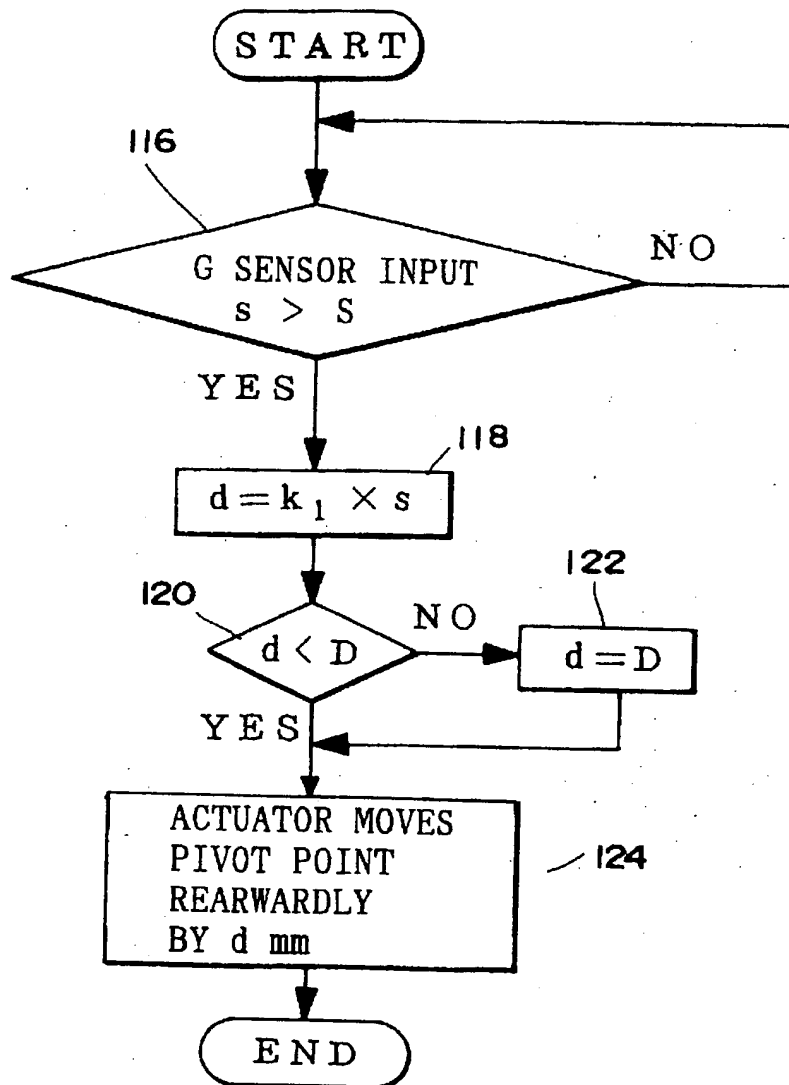 START
116
G SENSOR INPUT
s > S
NO
YES
118
d = k₁ × s
120
d < D
NO
122
d = D
YES
ACTUATOR MOVES
PIVOT POINT
REARWARDLY
BY d mm
124
END